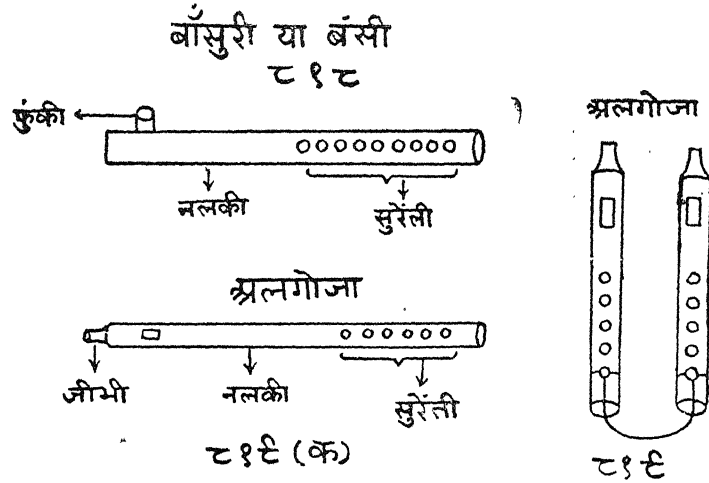 बाँसुरी या बंसी
८१८
फुंकी
नलकी
सुरेंती
अलगोजा
जीभी
नलकी
सुरेंती
८१९ (क)
अलगोजा
८१९